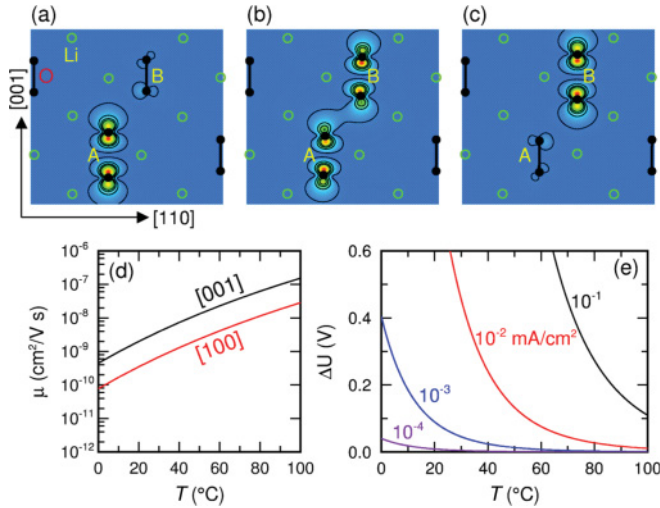 (a)
(b)
(c)
Li
O
B
A
B
A
B
A
[001]
[110]
(d)
μ (cm²/V s)
10⁻⁶
10⁻⁷
10⁻⁸
10⁻⁹
10⁻¹⁰
10⁻¹¹
10⁻¹²
[001]
[100]
0 20 40 60 80 100
T (°C)
(e)
ΔU (V)
0.6
0.4
0.2
0.0
10⁻¹
10⁻² mA/cm²
10⁻³
10⁻⁴
0 20 40 60 80 100
T (°C)